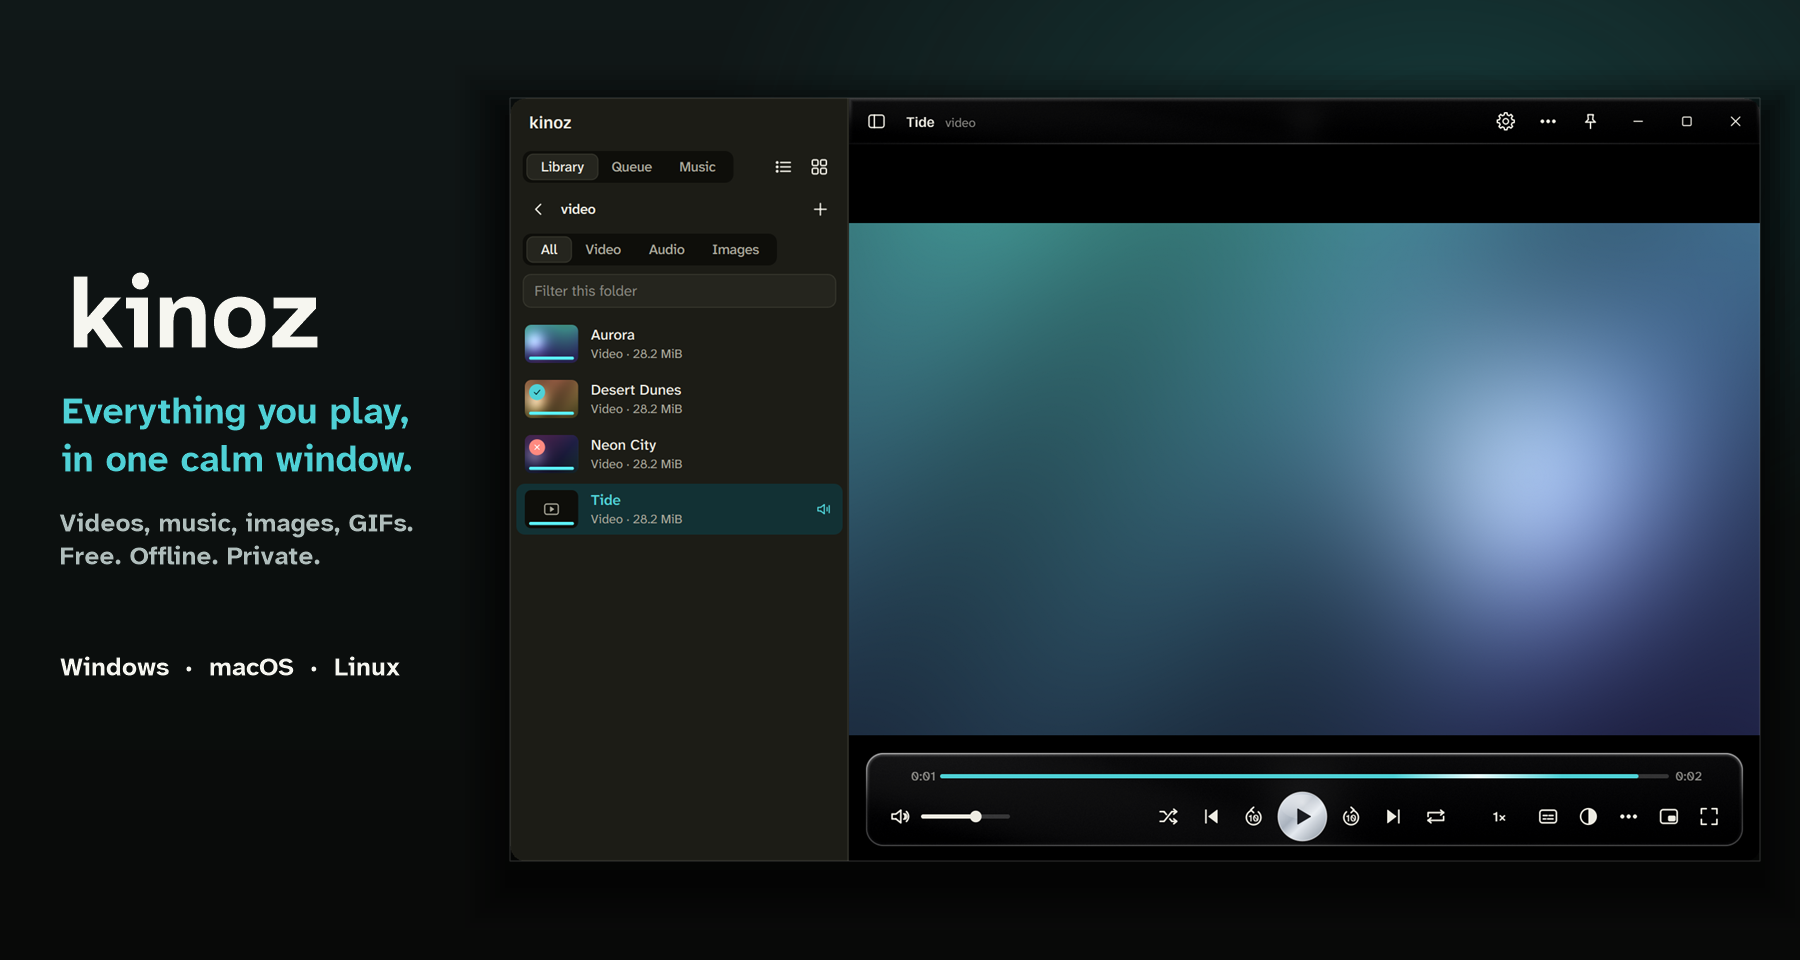 kinoz
Everything you play,
in one calm window.
Videos, music, images, GIFs.
Free. Offline. Private.
Windows · macOS · Linux
kinoz
Library Queue Music
video
All Video Audio Images
Filter this folder
Aurora
Video · 28.2 MiB
Desert Dunes
Video · 28.2 MiB
Neon City
Video · 28.2 MiB
Tide
Video · 28.2 MiB
Tide video
0:01 0:02
10 10 1×